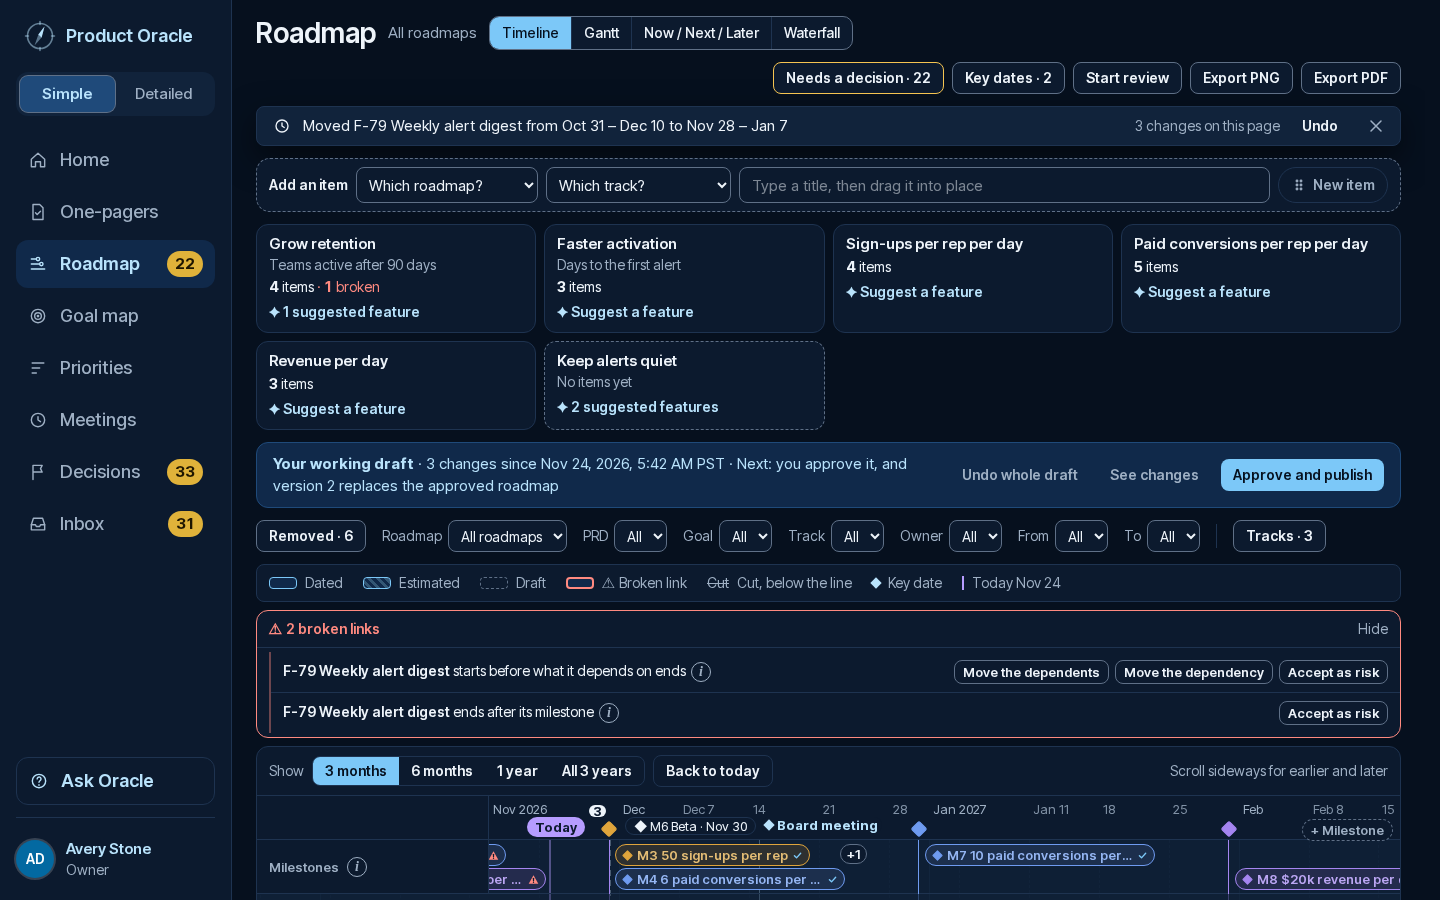 Product Oracle
Simple
Detailed
Home
One-pagers
Roadmap 22
Goal map
Priorities
Meetings
Decisions 33
Inbox 31
Ask Oracle
AD
Avery Stone
Owner
Roadmap All roadmaps Timeline Gantt Now / Next / Later Waterfall
Needs a decision · 22 Key dates · 2 Start review Export PNG Export PDF
Moved F-79 Weekly alert digest from Oct 31 – Dec 10 to Nov 28 – Jan 7 3 changes on this page Undo
Add an item Which roadmap? Which track? Type a title, then drag it into place New item
Grow retention
Teams active after 90 days
4 items · 1 broken
✦ 1 suggested feature
Faster activation
Days to the first alert
3 items
✦ Suggest a feature
Sign-ups per rep per day
4 items
✦ Suggest a feature
Paid conversions per rep per day
5 items
✦ Suggest a feature
Revenue per day
3 items
✦ Suggest a feature
Keep alerts quiet
No items yet
✦ 2 suggested features
Your working draft · 3 changes since Nov 24, 2026, 5:42 AM PST · Next: you approve it, and
version 2 replaces the approved roadmap
Undo whole draft See changes Approve and publish
Removed · 6 Roadmap All roadmaps PRD All Goal All Track All Owner All From All To All Tracks · 3
Dated Estimated Draft ⚠ Broken link Cut Cut, below the line ◆ Key date Today Nov 24
⚠ 2 broken links Hide
F-79 Weekly alert digest starts before what it depends on ends i Move the dependents Move the dependency Accept as risk
F-79 Weekly alert digest ends after its milestone i Accept as risk
Show 3 months 6 months 1 year All 3 years Back to today Scroll sideways for earlier and later
Nov 2026 3 Dec Dec 7 14 21 28 Jan 2027 Jan 11 18 25 Feb Feb 8 15
Today ◆ M6 Beta · Nov 30 ◆ Board meeting + Milestone
Milestones i
◆ M3 50 sign-ups per rep ✓ +1 ◆ M7 10 paid conversions per... ✓
per ... ◆ M4 6 paid conversions per ... ✓ ◆ M8 $20k revenue per